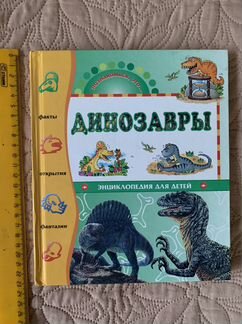 ДИНОЗАВРЫ
факты
открытия
фантазии
ЭНЦИКЛОПЕДИЯ ДЛЯ ДЕТЕЙ